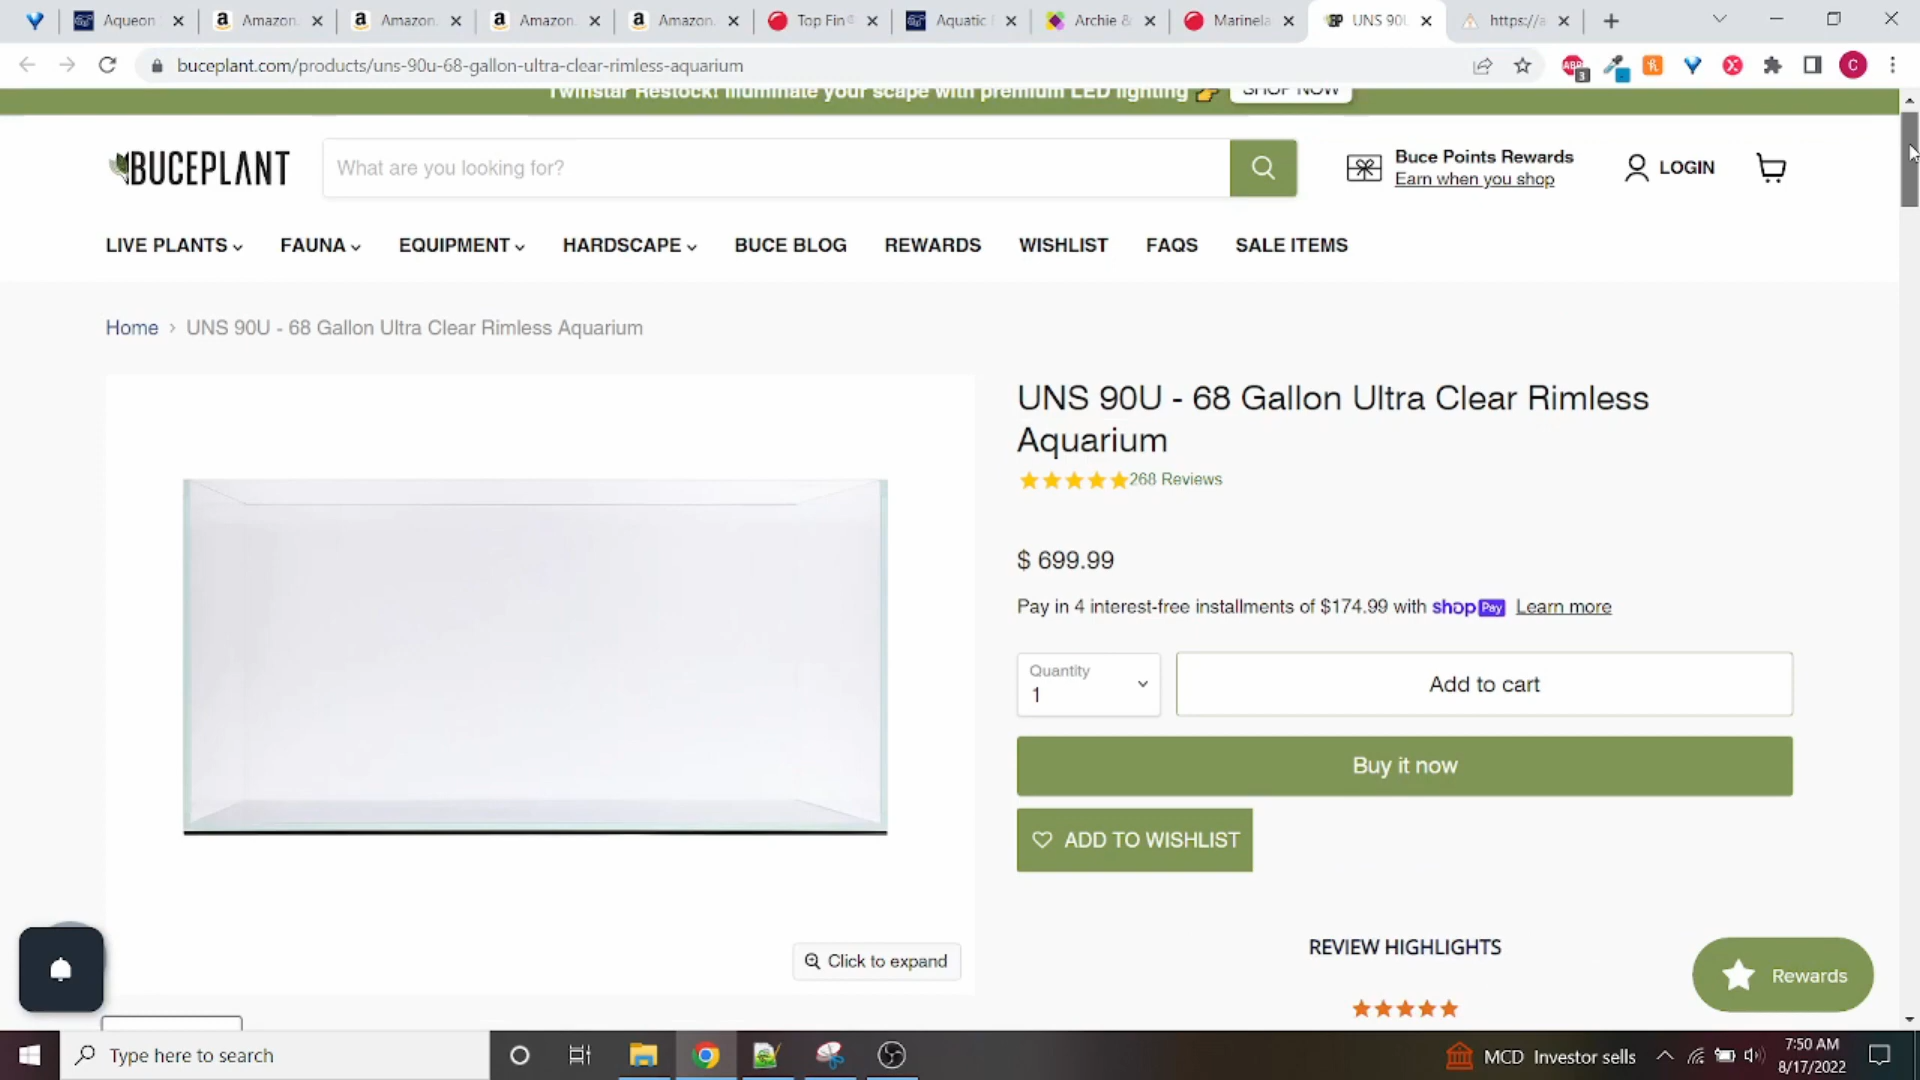 Aqueon
Amazon.
Amazon.
Amazon.
Amazon.
Top Fin®
Aquatic
Archie &
Marinela
UNS 90U
https://a
buceplant.com/products/uns-90u-68-gallon-ultra-clear-rimless-aquarium
ABP
3
C
Twinstar Restock! Illuminate your scape with premium LED lighting 👉 SHOP NOW
BUCEPLANT
What are you looking for?
Buce Points Rewards
Earn when you shop
LOGIN
LIVE PLANTS FAUNA EQUIPMENT HARDSCAPE BUCE BLOG REWARDS WISHLIST FAQS SALE ITEMS
Home › UNS 90U - 68 Gallon Ultra Clear Rimless Aquarium
UNS 90U - 68 Gallon Ultra Clear Rimless
Aquarium
268 Reviews
$ 699.99
Pay in 4 interest-free installments of $174.99 with shop Pay Learn more
Quantity
1
Add to cart
Buy it now
ADD TO WISHLIST
REVIEW HIGHLIGHTS
Click to expand
Rewards
Type here to search
MCD Investor sells
7:50 AM
8/17/2022